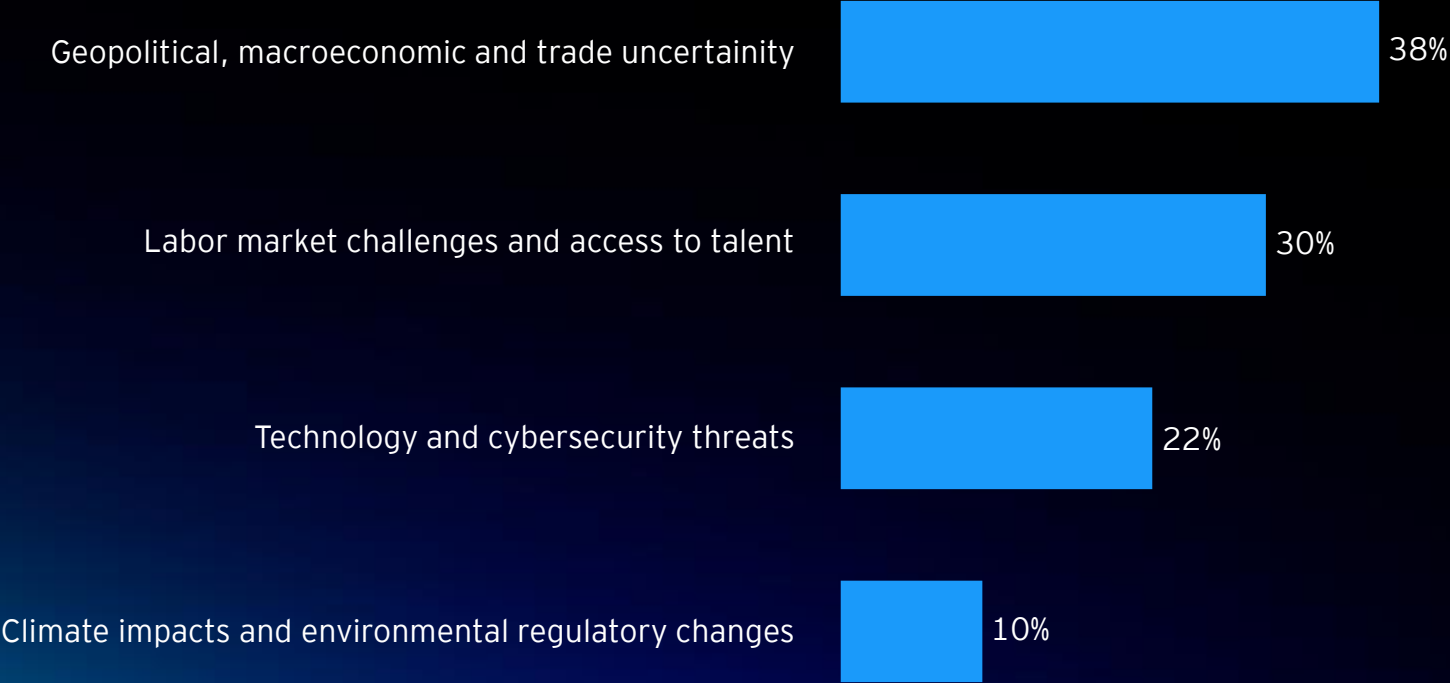 Geopolitical, macroeconomic and trade uncertainity 38%
Labor market challenges and access to talent 30%
Technology and cybersecurity threats 22%
Climate impacts and environmental regulatory changes 10%